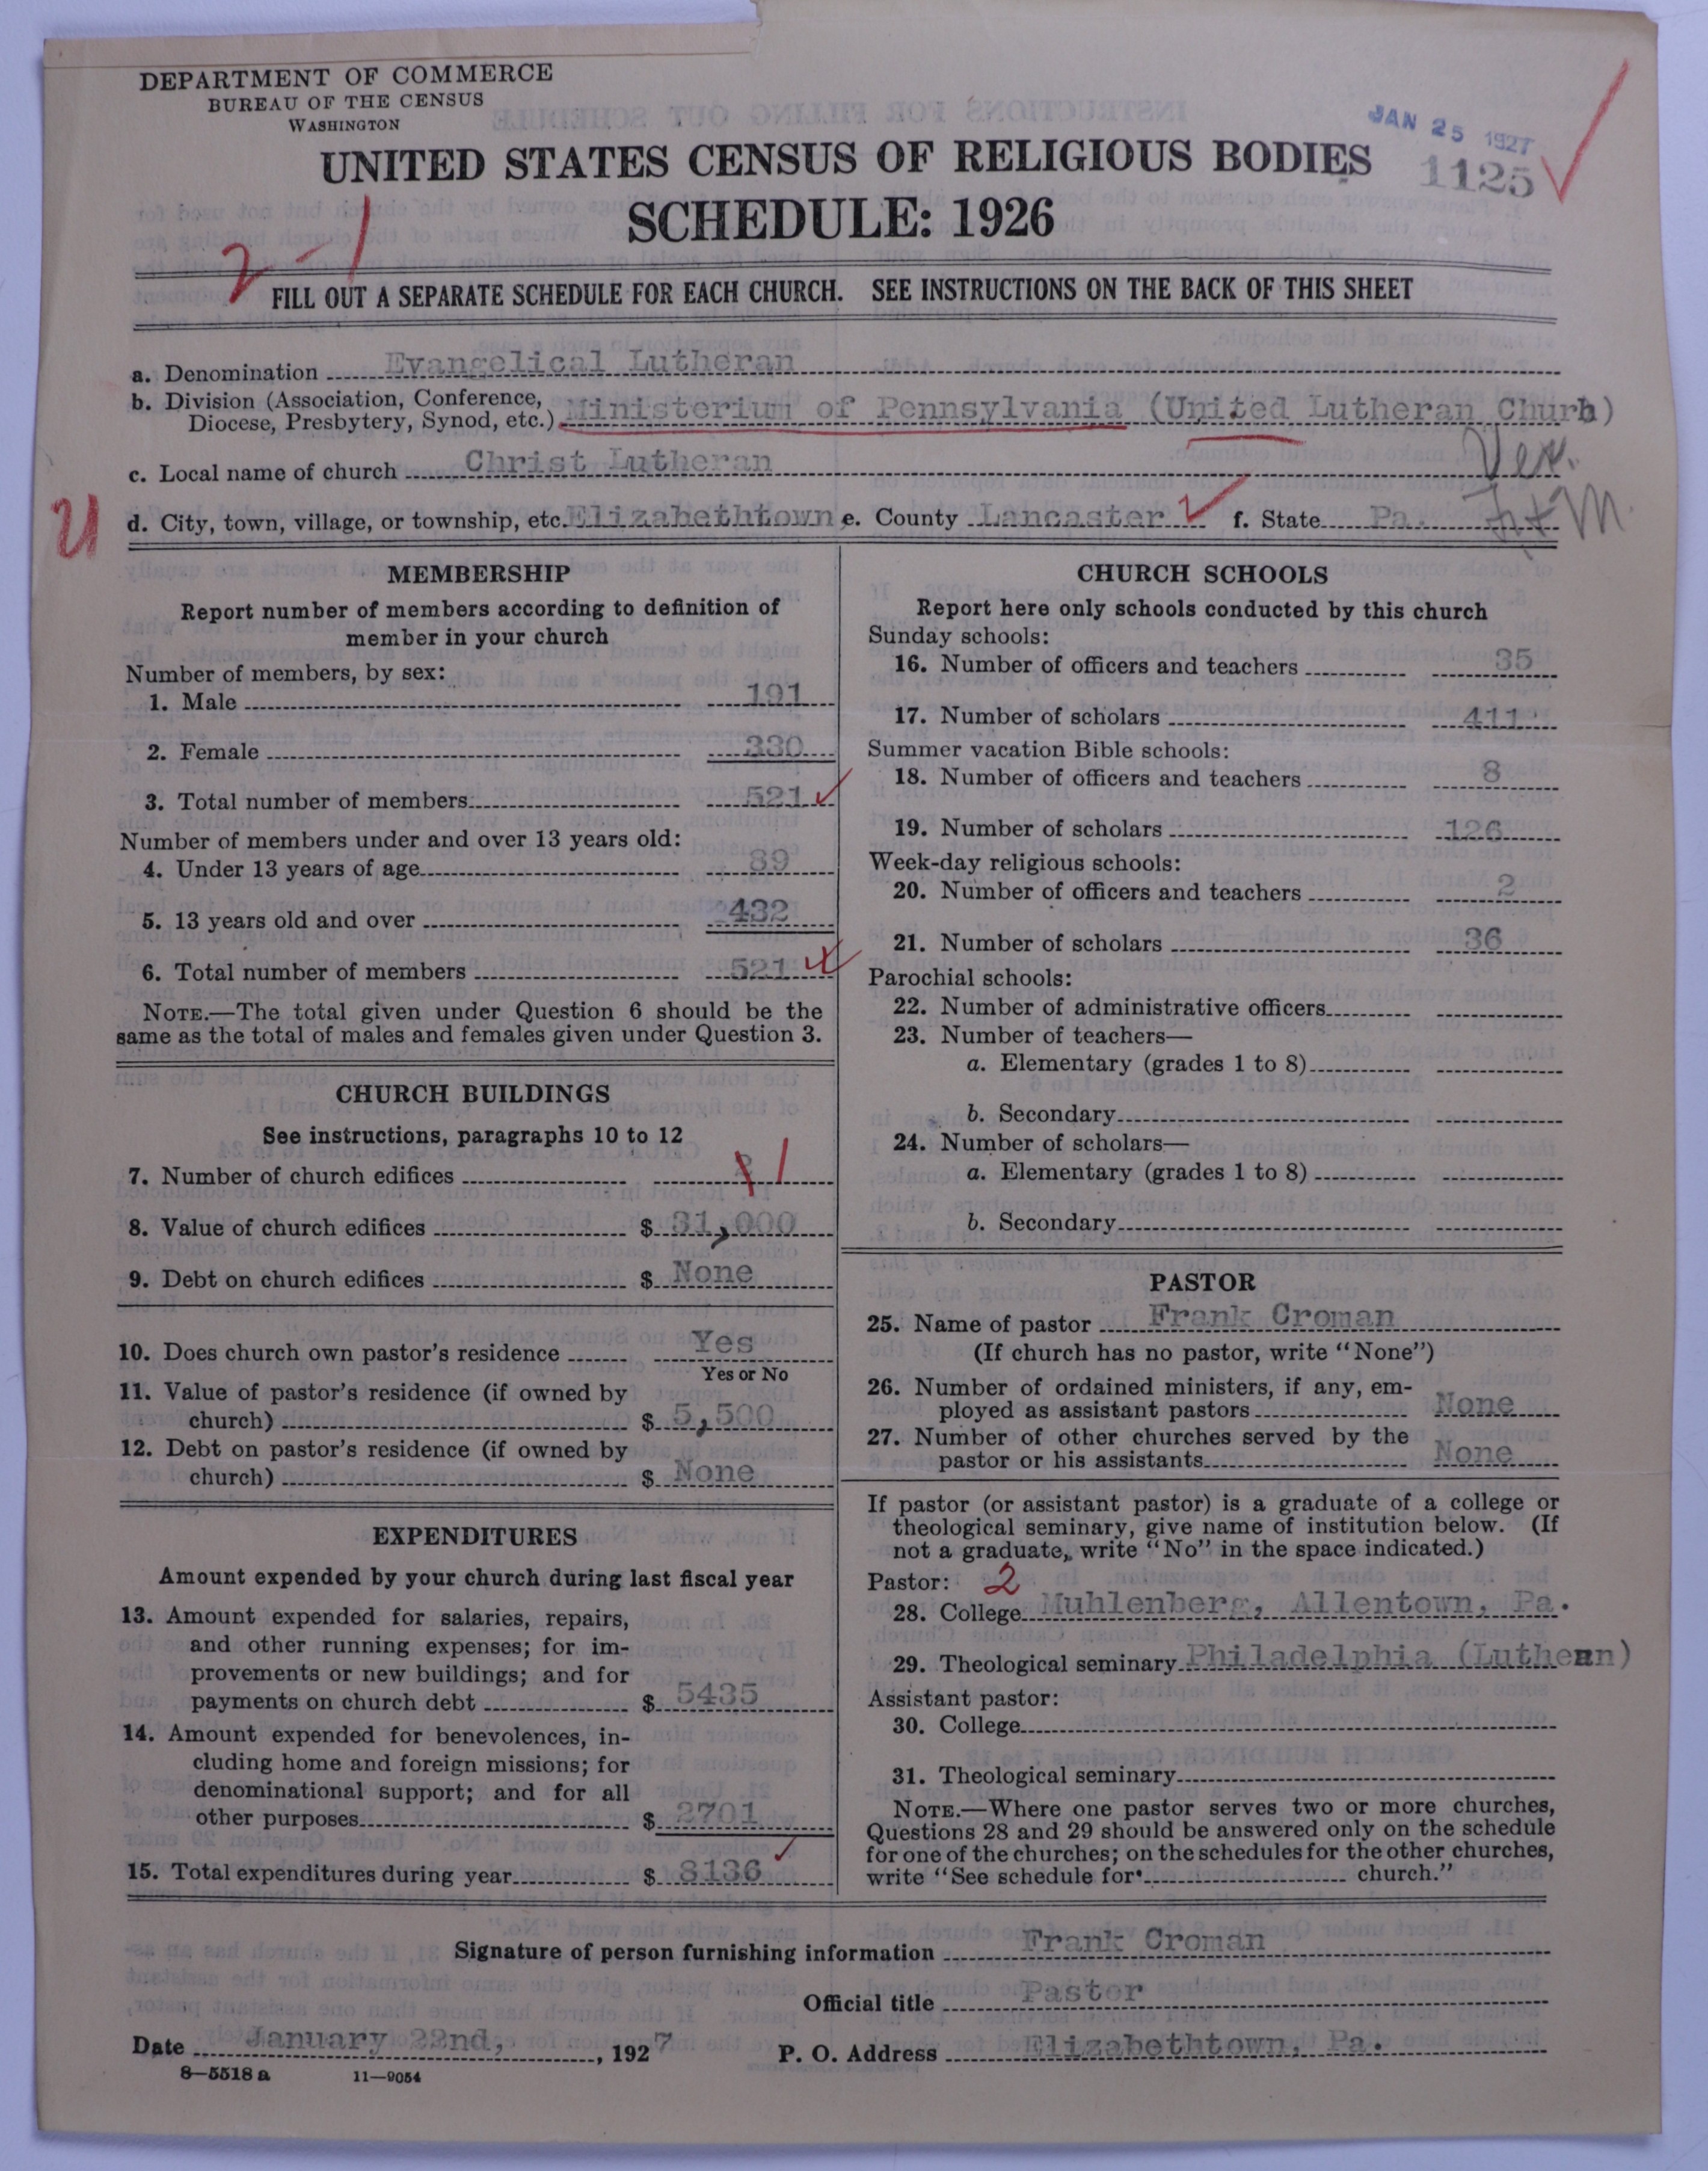 DEPARTMENT OF COMMERCE
BUREAU OF THE CENSUS
WASHINGTON
JAN 25 1927
1125
UNITED STATES CENSUS OF RELIGIOUS BODIES
SCHEDULE: 1926
2-1
FILL OUT A SEPARATE SCHEDULE FOR EACH CHURCH. SEE INSTRUCTIONS ON THE BACK OF THIS SHEET
a. Denomination Evangelical Lutheran
b. Division (Association, Conference,
Diocese, Presbytery, Synod, etc.) Ministerium of Pennsylvania (United Lutheran Churh)
c. Local name of church Christ Lutheran
Ver.
d. City, town, village, or township, etc. Elizabethtown e. County Lancaster f. State Pa.
MEMBERSHIP
Report number of members according to definition of
member in your church
Number of members, by sex:
1. Male 191
2. Female 330
3. Total number of members 521
Number of members under and over 13 years old:
4. Under 13 years of age 89
5. 13 years old and over 432
6. Total number of members 521
NOTE.—The total given under Question 6 should be the
same as the total of males and females given under Question 3.
CHURCH BUILDINGS
See instructions, paragraphs 10 to 12
7. Number of church edifices 1
8. Value of church edifices $ 31,000
9. Debt on church edifices $ None
10. Does church own pastor's residence Yes
Yes or No
11. Value of pastor's residence (if owned by
church) $ 5,500
12. Debt on pastor's residence (if owned by
church) $ None
EXPENDITURES
Amount expended by your church during last fiscal year
13. Amount expended for salaries, repairs,
and other running expenses; for im-
provements or new buildings; and for
payments on church debt $ 5435
14. Amount expended for benevolences, in-
cluding home and foreign missions; for
denominational support; and for all
other purposes $ 2701
15. Total expenditures during year $ 8136
CHURCH SCHOOLS
Report here only schools conducted by this church
Sunday schools:
16. Number of officers and teachers 35
17. Number of scholars 411
Summer vacation Bible schools:
18. Number of officers and teachers 8
19. Number of scholars 126
Week-day religious schools:
20. Number of officers and teachers 2
21. Number of scholars 36
Parochial schools:
22. Number of administrative officers
23. Number of teachers—
a. Elementary (grades 1 to 8)
b. Secondary
24. Number of scholars—
a. Elementary (grades 1 to 8)
b. Secondary
PASTOR
25. Name of pastor Frank Croman
(If church has no pastor, write "None")
26. Number of ordained ministers, if any, em-
ployed as assistant pastors None
27. Number of other churches served by the
pastor or his assistants None
If pastor (or assistant pastor) is a graduate of a college or
theological seminary, give name of institution below. (If
not a graduate, write "No" in the space indicated.)
Pastor: 2
28. College Muhlenberg, Allentown, Pa.
29. Theological seminary Philadelphia (Luthenn)
Assistant pastor:
30. College
31. Theological seminary
NOTE.—Where one pastor serves two or more churches,
Questions 28 and 29 should be answered only on the schedule
for one of the churches; on the schedules for the other churches,
write "See schedule for church."
Signature of person furnishing information Frank Croman
Official title Pastor
Date January 22nd, , 1927 P. O. Address Elizabethtown, Pa.
8—5518 a 11—9054